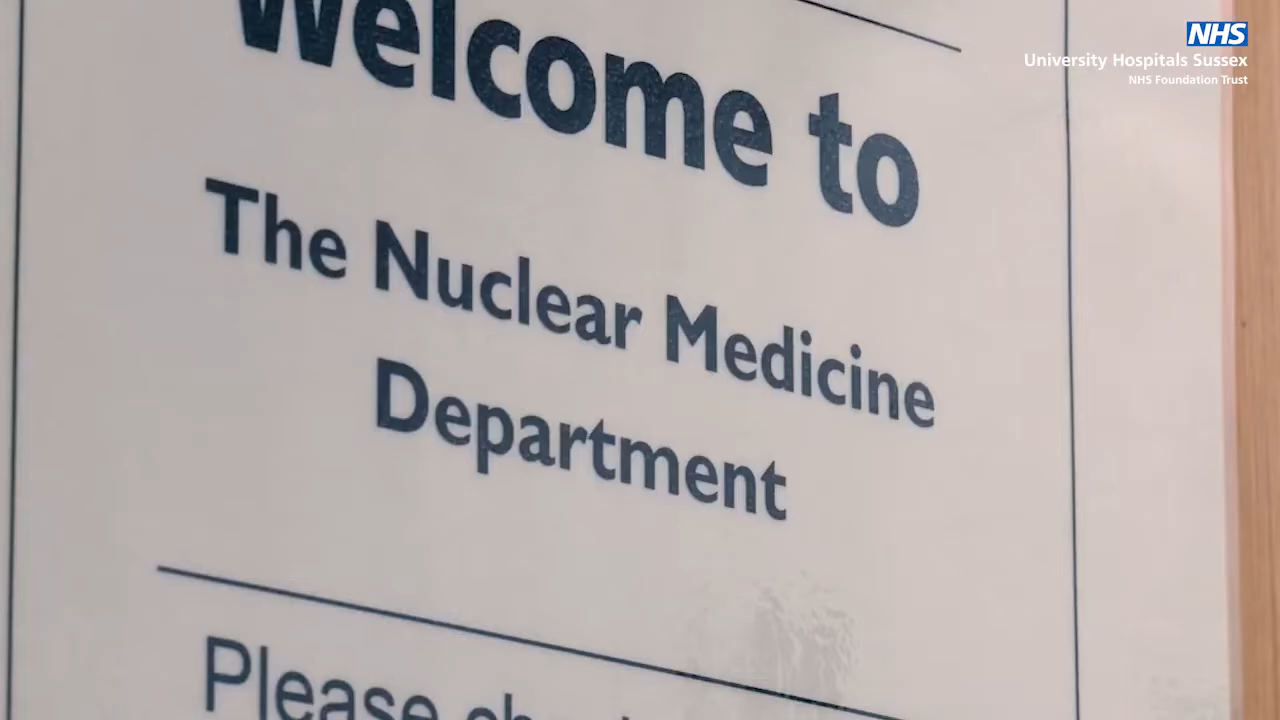 NHS
University Hospitals Sussex
NHS Foundation Trust
Welcome to
The Nuclear Medicine
Department
Please